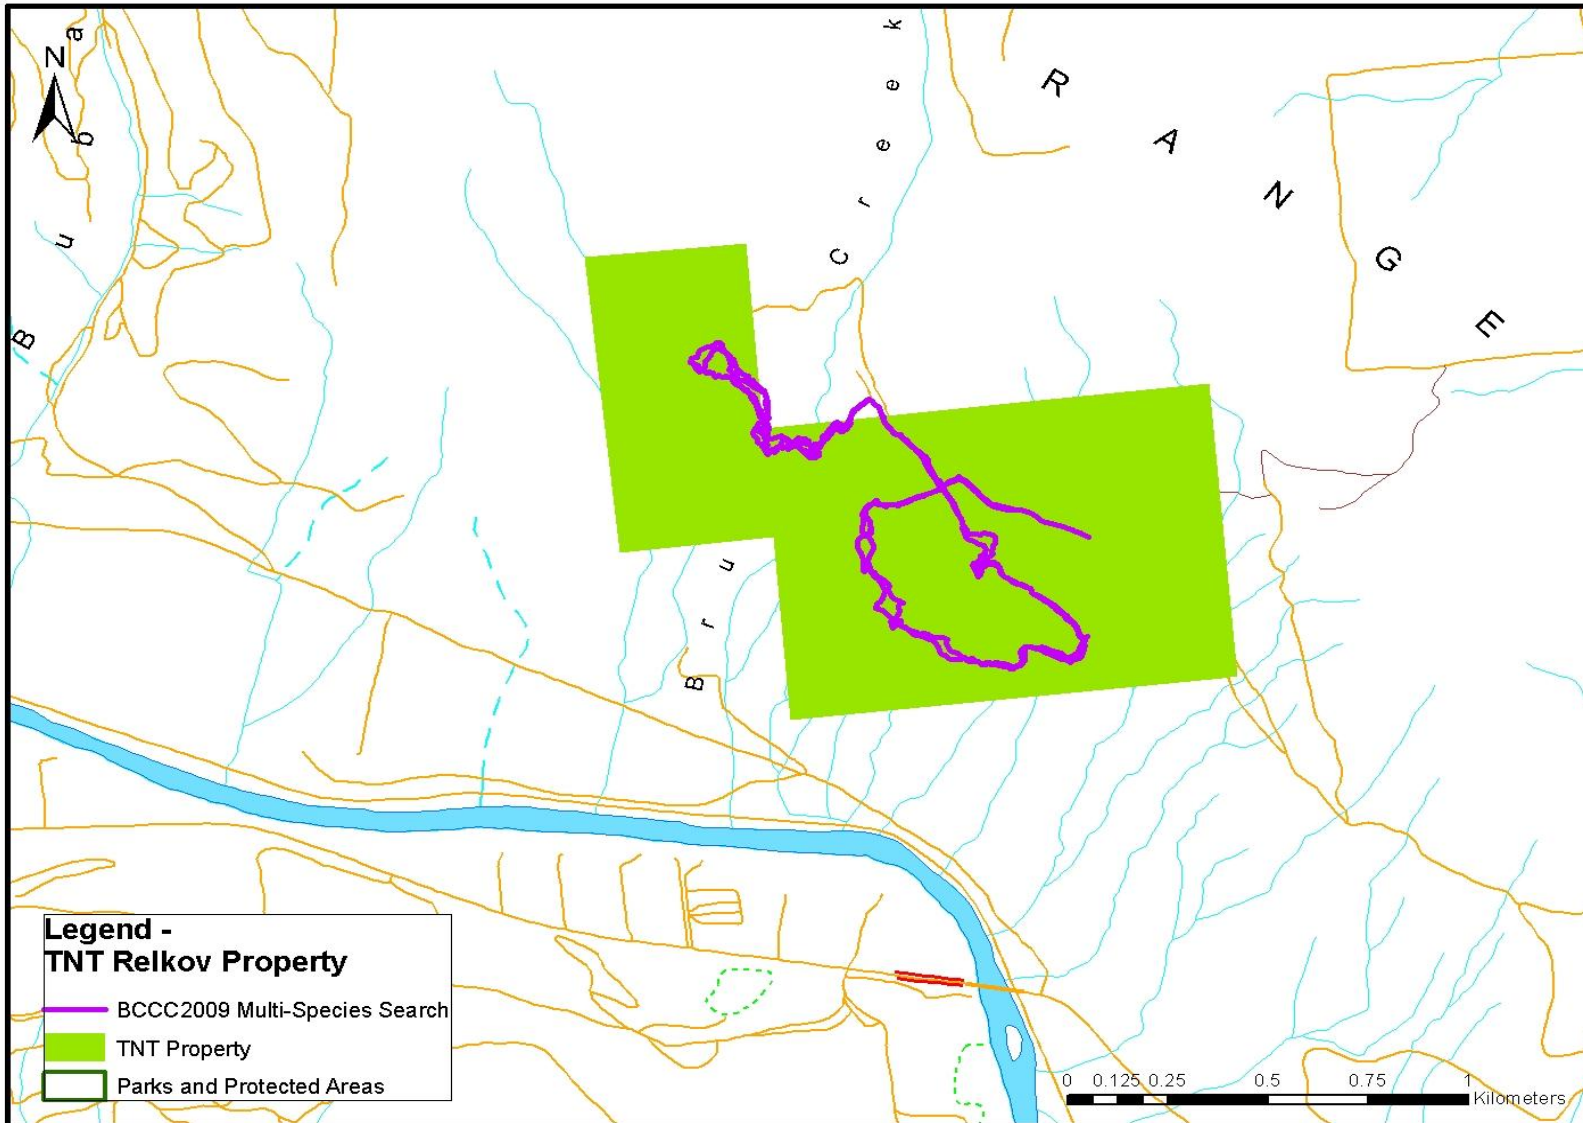 N
Babu
Creek
RANGE
Bru
Legend -
TNT Relkov Property
BCCC2009 Multi-Species Search
TNT Property
Parks and Protected Areas
0 0.125 0.25 0.5 0.75 1
Kilometers